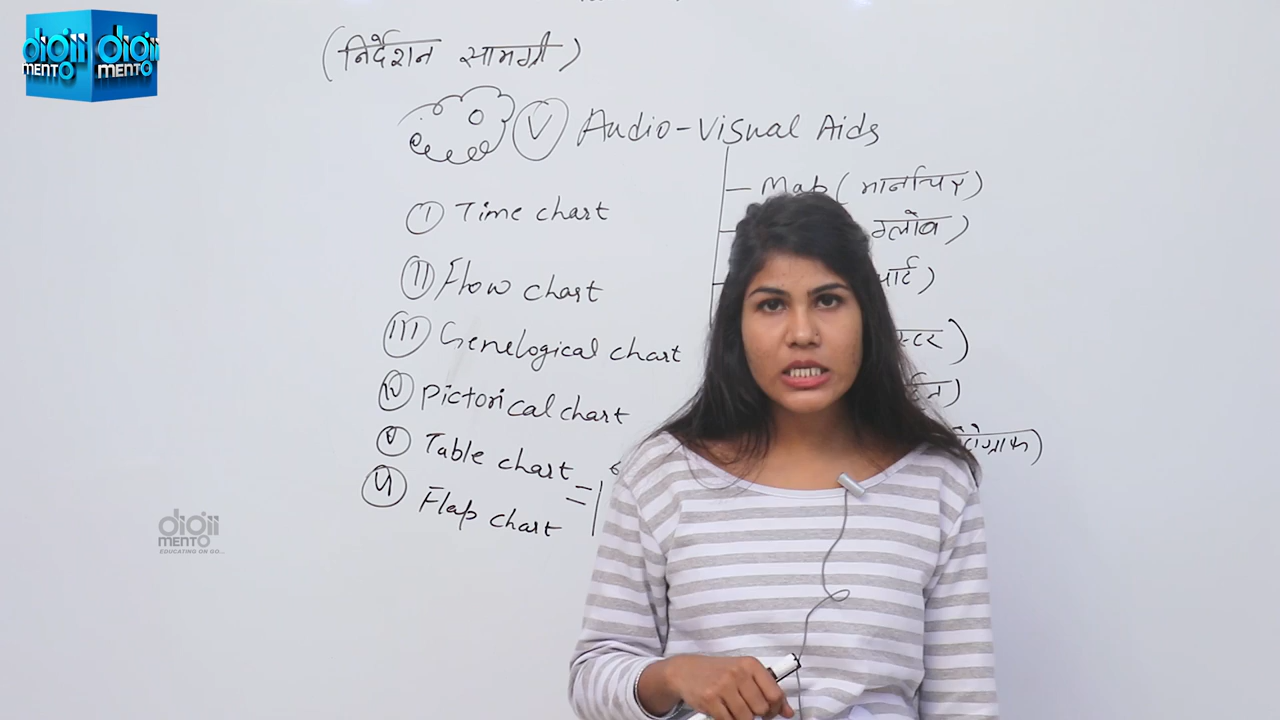 digii
MENTO
digii
MENTO
(निर्देशन सामग्री)
V Audio-Visual Aids
Map (मानचित्र)
ग्लोब)
चार्ट)
स्टर)
I Time chart
II Flow chart
III Genelogical chart
IV Pictorical chart
V Table chart
VI Flap chart
digii
MENTO
EDUCATING ON GO...